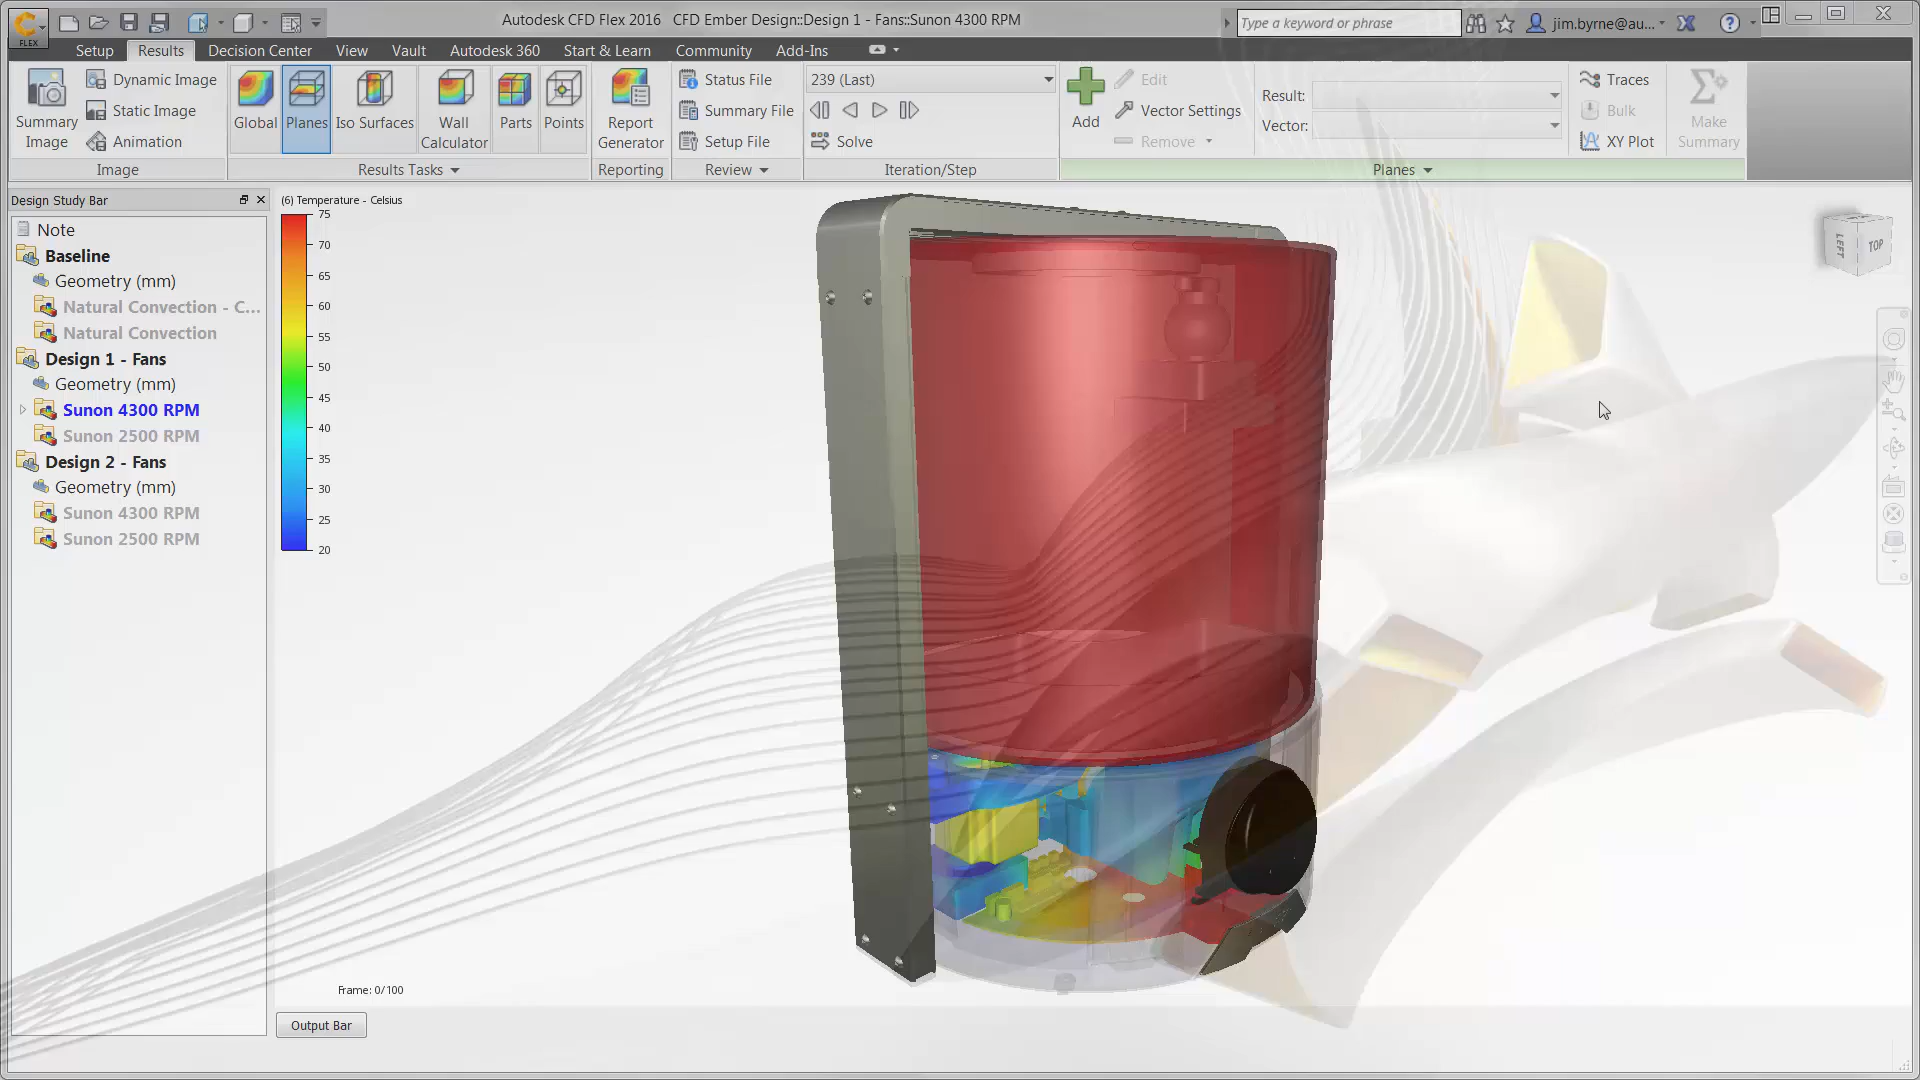 Autodesk CFD Flex 2016 CFD Ember Design::Design 1 - Fans::Sunon 4300 RPM
Type a keyword or phrase
jim.byrne@au...
FLEX
Setup Results Decision Center View Vault Autodesk 360 Start & Learn Community Add-Ins
Summary Image
Dynamic Image
Static Image
Animation
Image
Global
Planes
Iso Surfaces
Wall Calculator
Parts
Points
Results Tasks
Report Generator
Reporting
Status File
Summary File
Setup File
Review
239 (Last)
Solve
Iteration/Step
Add
Edit
Vector Settings
Remove
Result:
Vector:
Traces
Bulk
XY Plot
Make Summary
Planes
Design Study Bar
Note
Baseline
Geometry (mm)
Natural Convection - C...
Natural Convection
Design 1 - Fans
Geometry (mm)
Sunon 4300 RPM
Sunon 2500 RPM
Design 2 - Fans
Geometry (mm)
Sunon 4300 RPM
Sunon 2500 RPM
(6) Temperature - Celsius
75
70
65
60
55
50
45
40
35
30
25
20
LEFT
TOP
Frame: 0/100
Output Bar